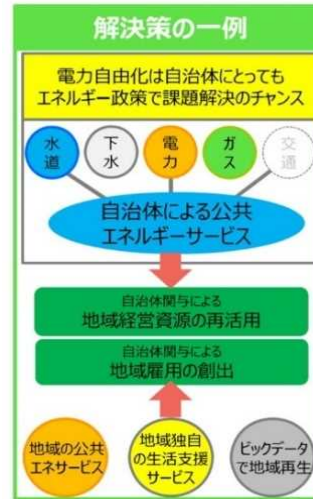 解決策の一例
電力自由化は自治体にとっても
エネルギー政策で課題解決のチャンス
水道
下水
電力
ガス
交通
自治体による公共
エネルギーサービス
自治体関与による
地域経営資源の再活用
自治体関与による
地域雇用の創出
地域の公共
エネサービス
地域独自
の生活支援
サービス
ビックデータ
で地域再生